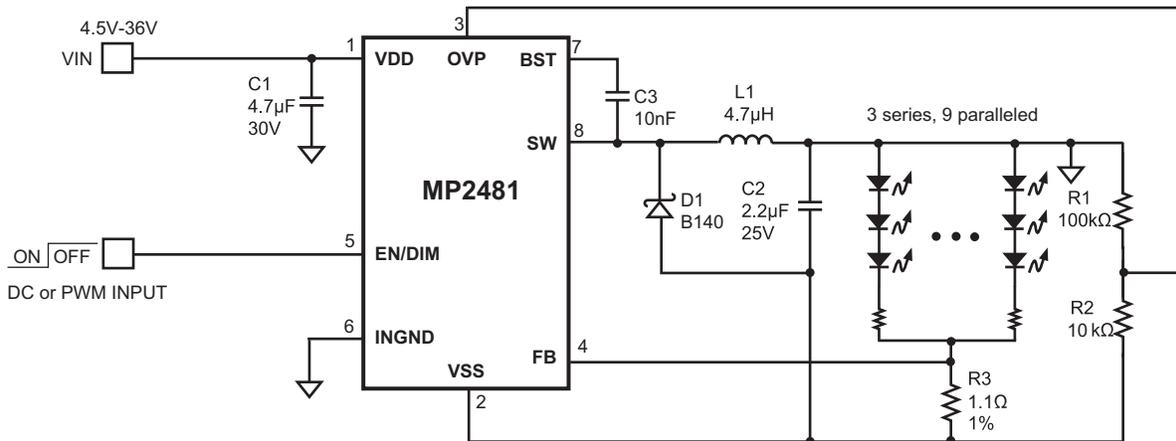 4.5V-36V
VIN
C1
4.7µF
30V
1
VDD
3
OVP
7
BST
C3
10nF
8
SW
L1
4.7µH
3 series, 9 paralleled
MP2481
D1
B140
C2
2.2µF
25V
R1
100kΩ
ON OFF
DC or PWM INPUT
5
EN/DIM
6
INGND
R2
10 kΩ
FB
4
VSS
2
R3
1.1Ω
1%